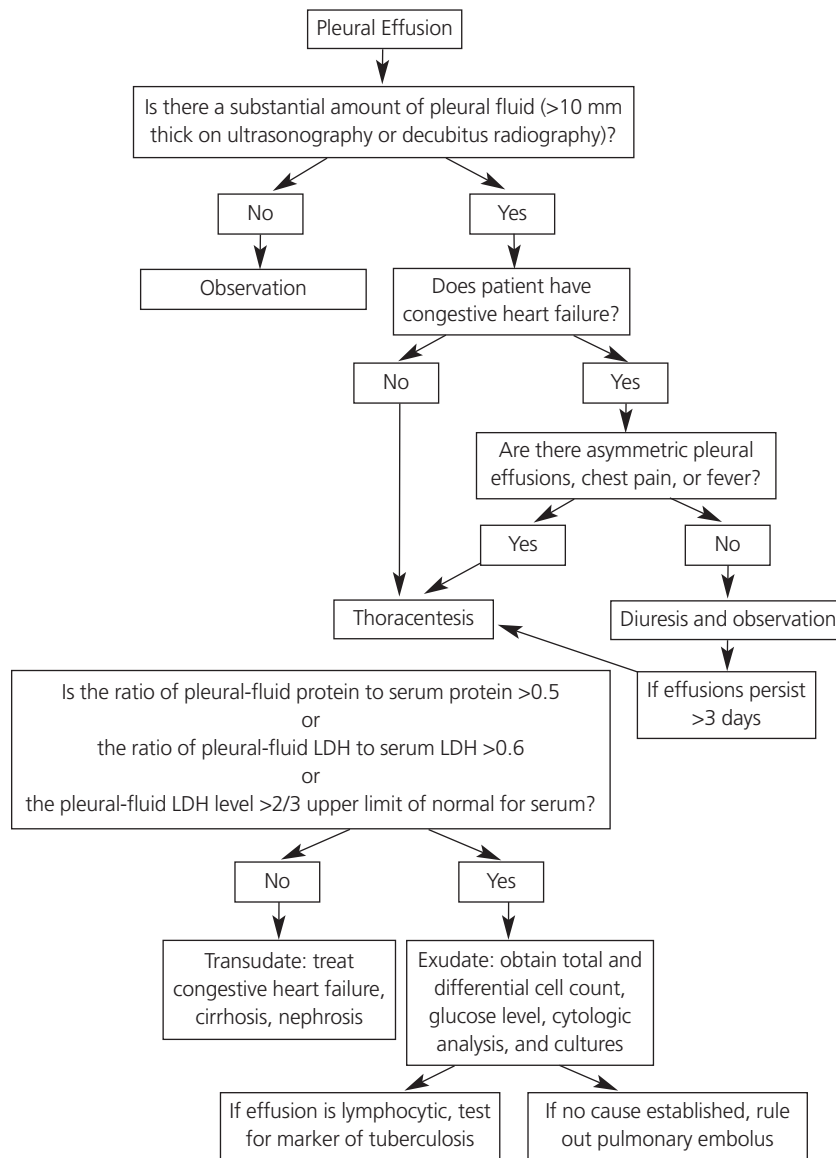 Pleural Effusion
Is there a substantial amount of pleural fluid (>10 mm
thick on ultrasonography or decubitus radiography)?
No
Yes
Observation
Does patient have
congestive heart failure?
No
Yes
Are there asymmetric pleural
effusions, chest pain, or fever?
Yes
No
Thoracentesis
Diuresis and observation
If effusions persist
>3 days
Is the ratio of pleural-fluid protein to serum protein >0.5
or
the ratio of pleural-fluid LDH to serum LDH >0.6
or
the pleural-fluid LDH level >2/3 upper limit of normal for serum?
No
Yes
Transudate: treat
congestive heart failure,
cirrhosis, nephrosis
Exudate: obtain total and
differential cell count,
glucose level, cytologic
analysis, and cultures
If effusion is lymphocytic, test
for marker of tuberculosis
If no cause established, rule
out pulmonary embolus